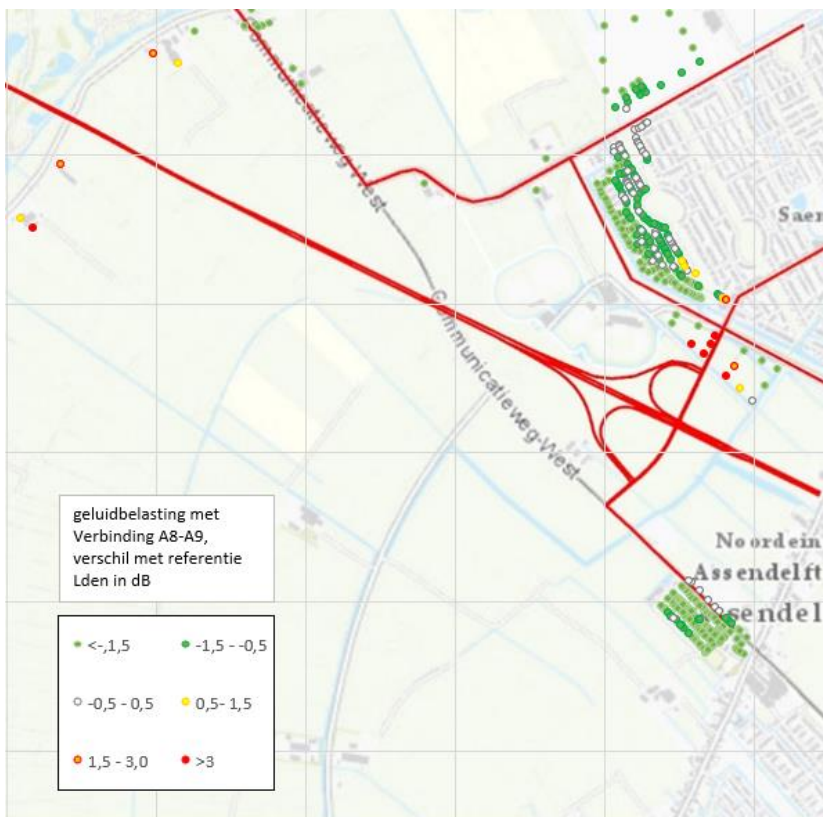 Communicatieweg-West
Saer
Communicatieweg-West
Noordein
Assendelft
sendel
geluidbelasting met
Verbinding A8-A9,
verschil met referentie
Lden in dB
<-,1,5
-1,5 - -0,5
-0,5 - 0,5
0,5- 1,5
1,5 - 3,0
>3